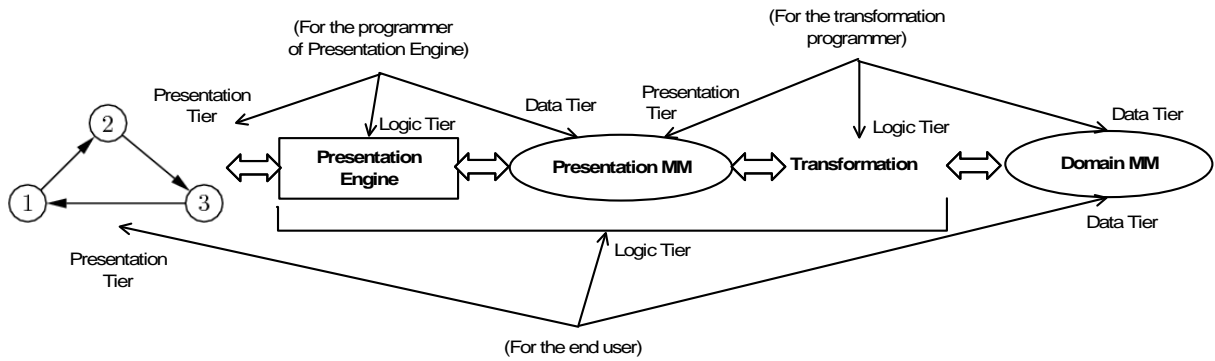 (For the programmer
of Presentation Engine)
(For the transformation
programmer)
Presentation
Tier
Logic Tier
Data Tier
Presentation
Tier
Logic Tier
Data Tier
2
1
3
Presentation
Engine
Presentation MM
Transformation
Domain MM
Presentation
Tier
Logic Tier
Data Tier
(For the end user)